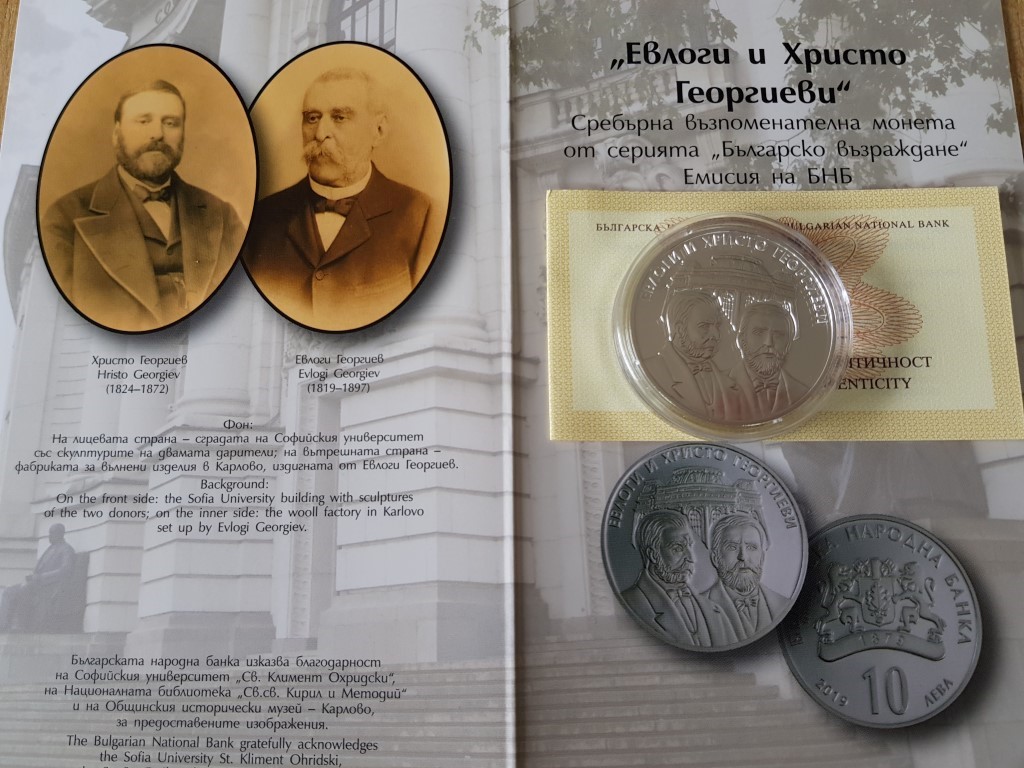 Христо Георгиев
Hristo Georgiev
(1824–1872)
Евлоги Георгиев
Evlogi Georgiev
(1819–1897)
Фон:
На лицевата страна – сградата на Софийския университет
със скулптурите на двамата дарители; на вътрешната страна –
фабриката за вълнени изделия в Карлово, издигната от Евлоги Георгиев.
Background:
On the front side: the Sofia University building with sculptures
of the two donors; on the inner side: the wooll factory in Karlovo
set up by Evlogi Georgiev.
Българската народна банка изказва благодарност
на Софийския университет „Св. Климент Охридски“,
на Националната библиотека „Св.св. Кирил и Методий“
и на Общинския исторически музей – Карлово,
за предоставените изображения.
The Bulgarian National Bank gratefully acknowledges
the Sofia University St. Kliment Ohridski,
„Евлоги и Христо
Георгиеви“
Сребърна възпоменателна монета
от серията „Българско възраждане“
Емисия на БНБ
БЪЛГАРСКА BULGARIAN NATIONAL BANK
ЕВЛОГИ И ХРИСТО ГЕОРГИЕВИ
ТИЧНОСТ
ENTICITY
ЕВЛОГИ И ХРИСТО ГЕОРГИЕВИ
НАРОДНА БАНКА
1879
2019 10 ЛЕВА